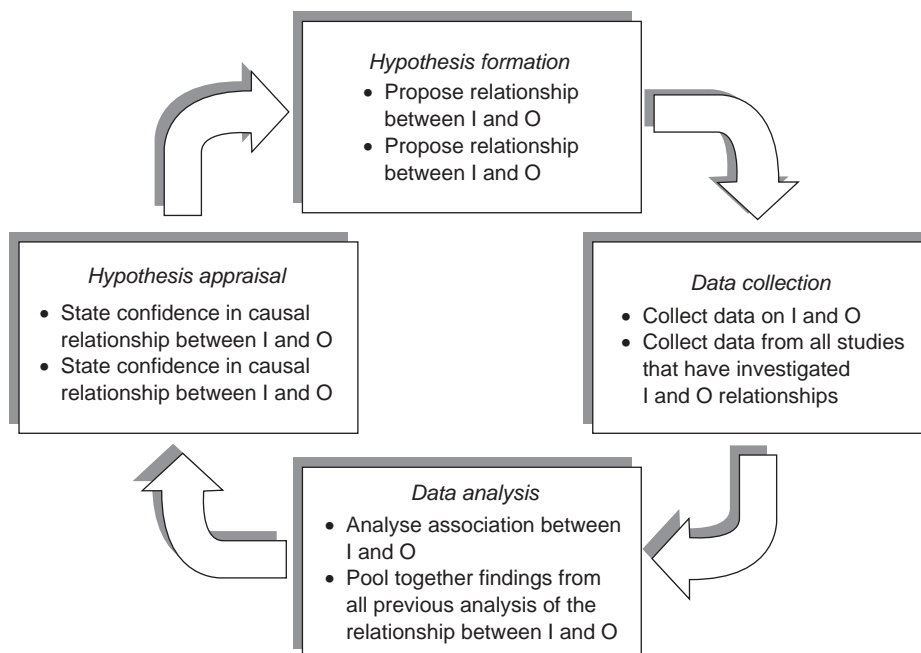 Hypothesis formation
• Propose relationship
between I and O
• Propose relationship
between I and O
Data collection
• Collect data on I and O
• Collect data from all studies
that have investigated
I and O relationships
Data analysis
• Analyse association between
I and O
• Pool together findings from
all previous analysis of the
relationship between I and O
Hypothesis appraisal
• State confidence in causal
relationship between I and O
• State confidence in causal
relationship between I and O